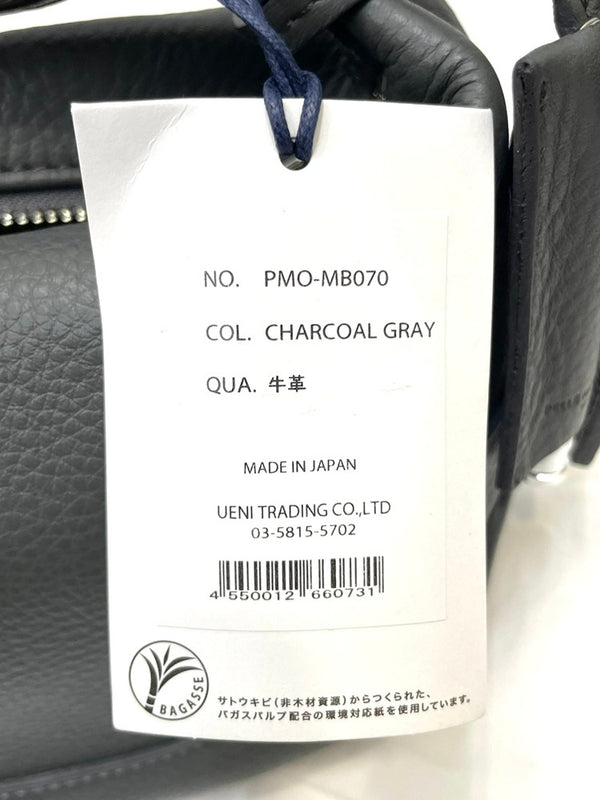 NO. PMO-MB070
COL. CHARCOAL GRAY
QUA. 牛革
MADE IN JAPAN
UENI TRADING CO.,LTD
03-5815-5702
4 550012 660731
BAGASSE
サトウキビ(非木材資源)からつくられた、
バガスパルプ配合の環境対応紙を使用しています。